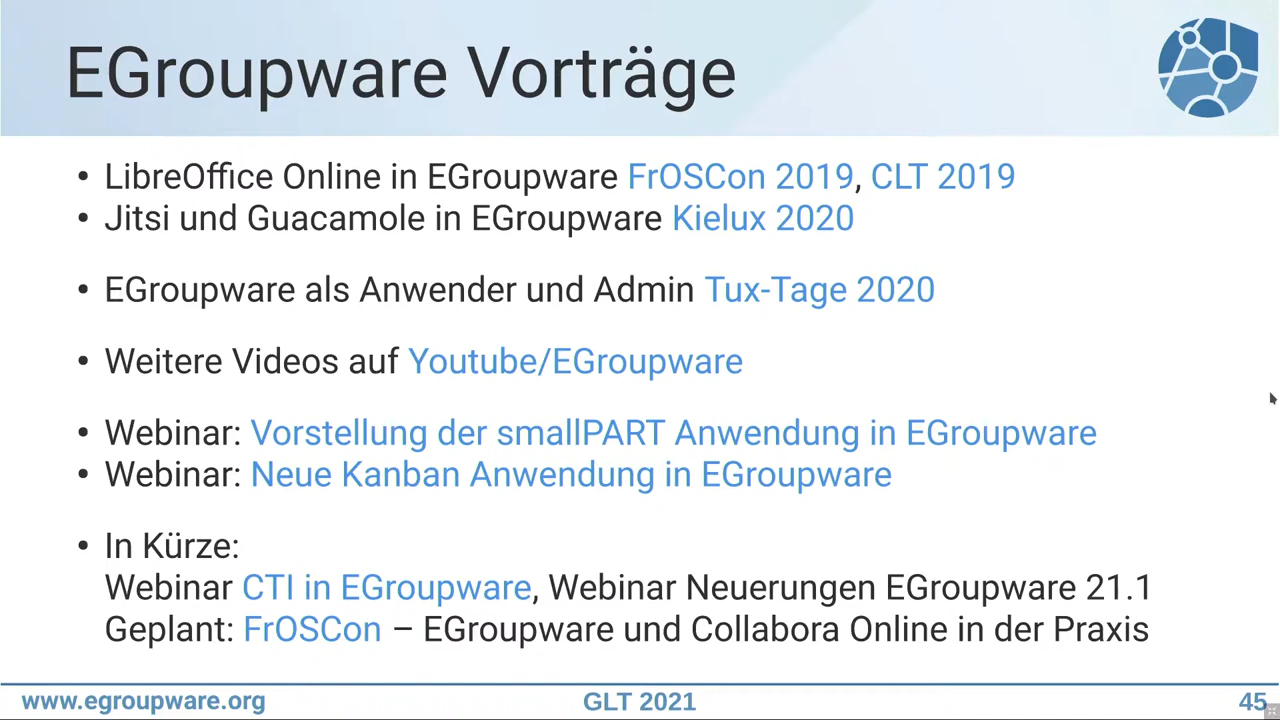 EGroupware Vorträge
• LibreOffice Online in EGroupware FrOSCon 2019, CLT 2019
• Jitsi und Guacamole in EGroupware Kielux 2020
• EGroupware als Anwender und Admin Tux-Tage 2020
• Weitere Videos auf Youtube/EGroupware
• Webinar: Vorstellung der smallPART Anwendung in EGroupware
• Webinar: Neue Kanban Anwendung in EGroupware
• In Kürze:
Webinar CTI in EGroupware, Webinar Neuerungen EGroupware 21.1
Geplant: FrOSCon – EGroupware und Collabora Online in der Praxis
www.egroupware.org GLT 2021 45